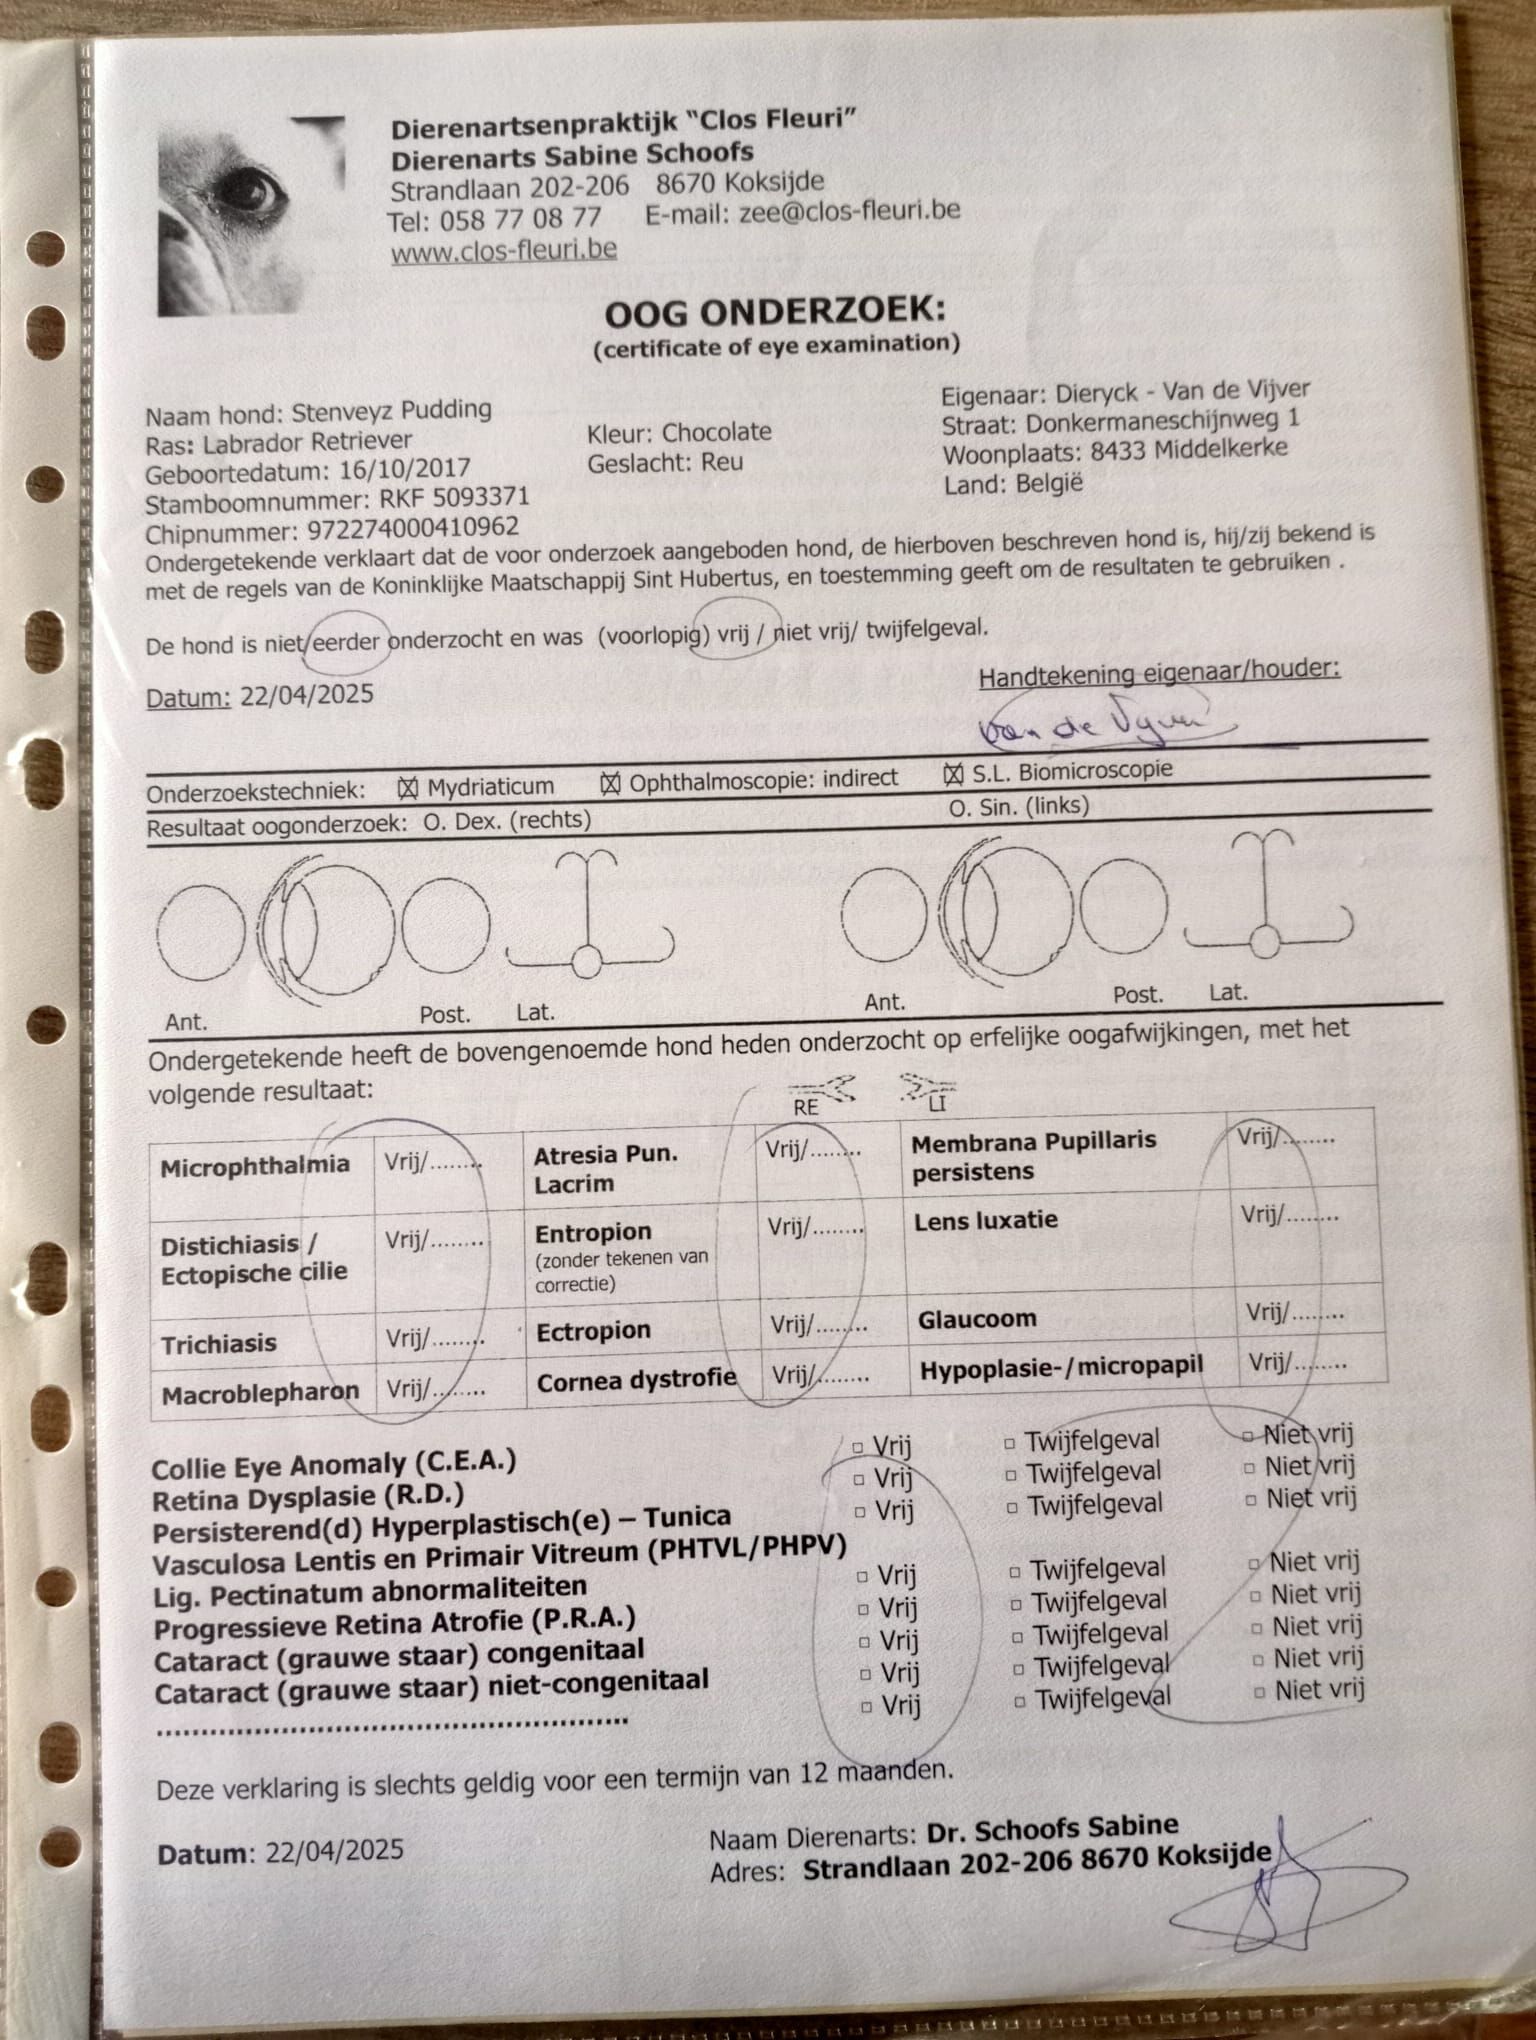 Dierenartsenpraktijk “Clos Fleuri”
Dierenarts Sabine Schoofs
Strandlaan 202-206 8670 Koksijde
Tel: 058 77 08 77 E-mail: zee@clos-fleuri.be
www.clos-fleuri.be
OOG ONDERZOEK:
(certificate of eye examination)
Naam hond: Stenveyz Pudding
Ras: Labrador Retriever
Geboortedatum: 16/10/2017
Stamboomnummer: RKF 5093371
Chipnummer: 972274000410962
Kleur: Chocolate
Geslacht: Reu
Eigenaar: Dieryck - Van de Vijver
Straat: Donkermaneschijnweg 1
Woonplaats: 8433 Middelkerke
Land: België
Ondergetekende verklaart dat de voor onderzoek aangeboden hond, de hierboven beschreven hond is, hij/zij bekend is
met de regels van de Koninklijke Maatschappij Sint Hubertus, en toestemming geeft om de resultaten te gebruiken .
De hond is niet/eerder onderzocht en was (voorlopig) vrij / niet vrij/ twijfelgeval.
Datum: 22/04/2025
Handtekening eigenaar/houder:
Van de Vijver
Onderzoekstechniek: ☒ Mydriaticum ☒ Ophthalmoscopie: indirect ☒ S.L. Biomicroscopie
Resultaat oogonderzoek: O. Dex. (rechts) O. Sin. (links)
Ant. Post. Lat. Ant. Post. Lat.
Ondergetekende heeft de bovengenoemde hond heden onderzocht op erfelijke oogafwijkingen, met het
volgende resultaat:
RE LI
Microphthalmia Vrij/........ Atresia Pun. Lacrim Vrij/........ Membrana Pupillaris persistens Vrij/........
Distichiasis / Ectopische cilie Vrij/........ Entropion (zonder tekenen van correctie) Vrij/........ Lens luxatie Vrij/........
Trichiasis Vrij/........ Ectropion Vrij/........ Glaucoom Vrij/........
Macroblepharon Vrij/........ Cornea dystrofie Vrij/........ Hypoplasie-/micropapil Vrij/........
Collie Eye Anomaly (C.E.A.) □ Vrij □ Twijfelgeval □ Niet vrij
Retina Dysplasie (R.D.) □ Vrij □ Twijfelgeval □ Niet vrij
Persisterend(d) Hyperplastisch(e) – Tunica □ Vrij □ Twijfelgeval □ Niet vrij
Vasculosa Lentis en Primair Vitreum (PHTVL/PHPV)
Lig. Pectinatum abnormaliteiten □ Vrij □ Twijfelgeval □ Niet vrij
Progressieve Retina Atrofie (P.R.A.) □ Vrij □ Twijfelgeval □ Niet vrij
Cataract (grauwe staar) congenitaal □ Vrij □ Twijfelgeval □ Niet vrij
Cataract (grauwe staar) niet-congenitaal □ Vrij □ Twijfelgeval □ Niet vrij
.................................................... □ Vrij □ Twijfelgeval □ Niet vrij
Deze verklaring is slechts geldig voor een termijn van 12 maanden.
Datum: 22/04/2025
Naam Dierenarts: Dr. Schoofs Sabine
Adres: Strandlaan 202-206 8670 Koksijde